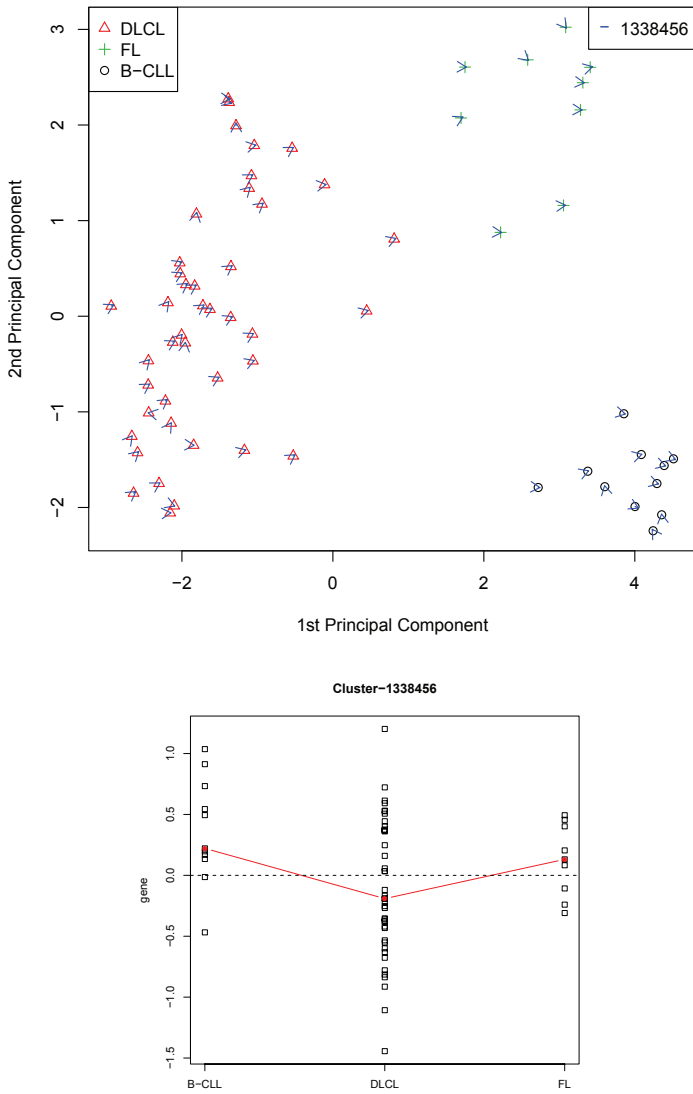 DLCL
FL
B−CLL
− 1338456
3
2
1
0
−1
−2
2nd Principal Component
−2 0 2 4
1st Principal Component
Cluster−1338456
1.0
0.5
0.0
−0.5
−1.0
−1.5
gene
B−CLL DLCL FL